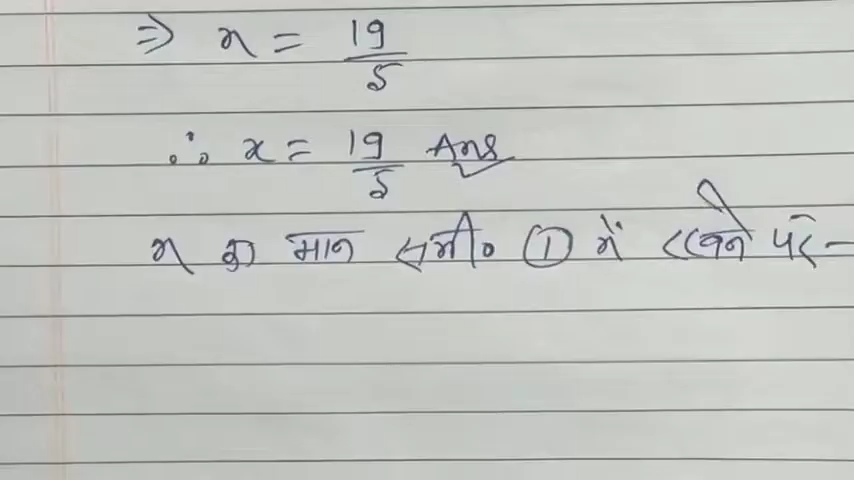 ⇒ x = 19/5
∴ x = 19/5 Ans
x का मान समी० ① में रखने पर –